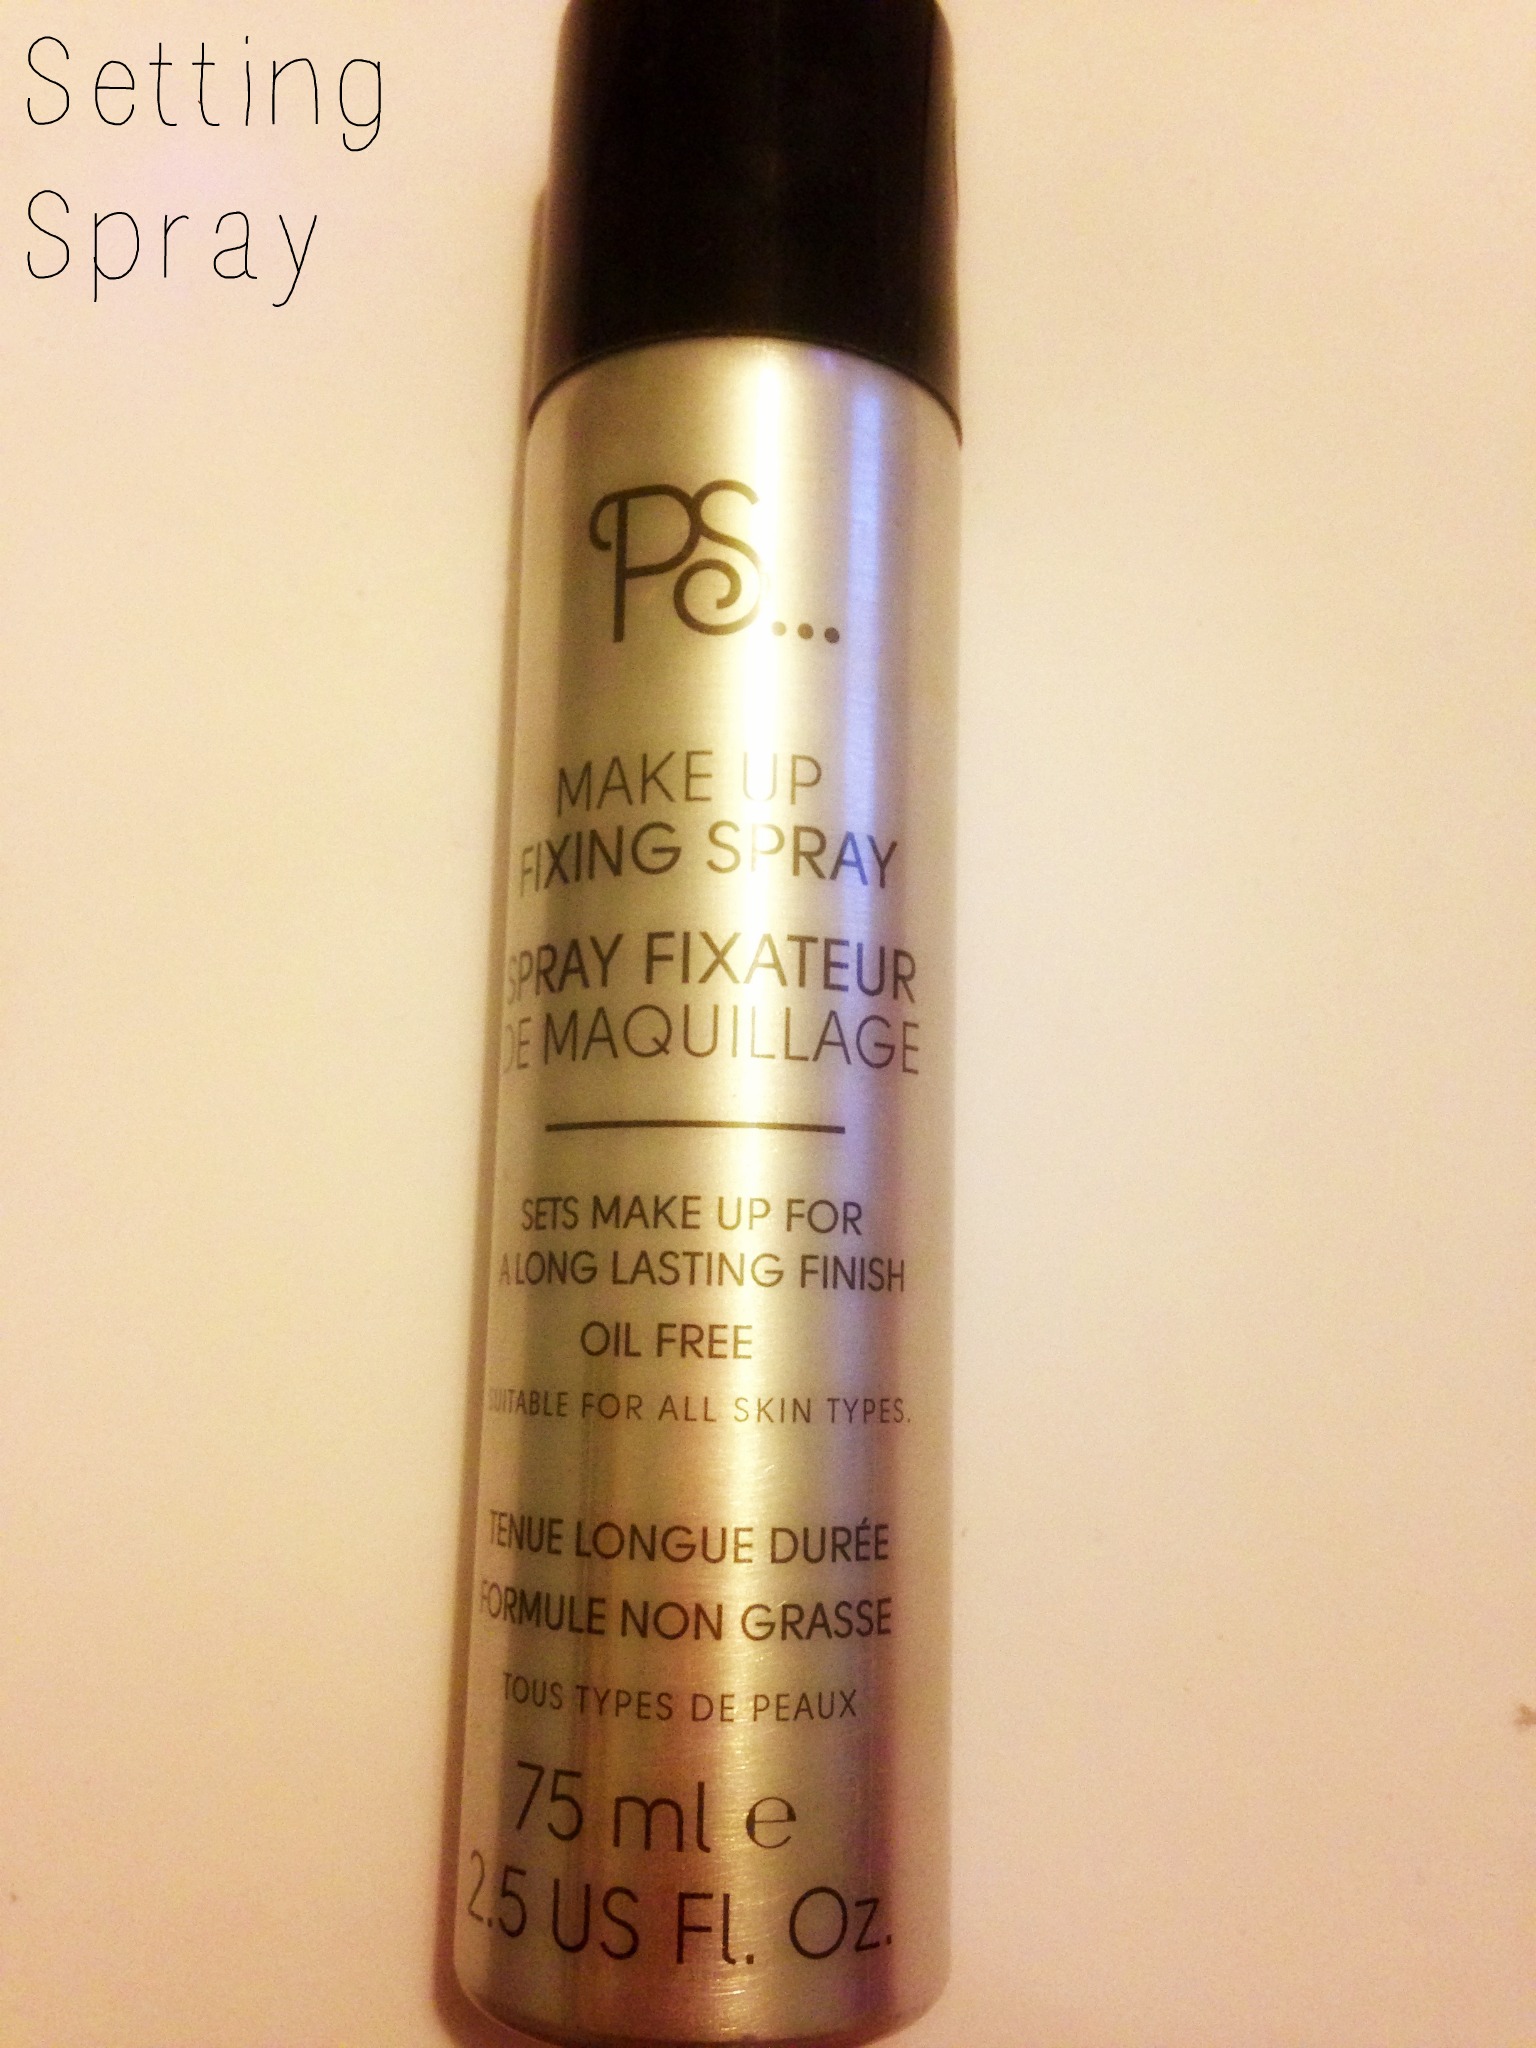 Setting
Spray
PS...
MAKE UP
FIXING SPRAY
SPRAY FIXATEUR
DE MAQUILLAGE
SETS MAKE UP FOR
A LONG LASTING FINISH
OIL FREE
SUITABLE FOR ALL SKIN TYPES.
TENUE LONGUE DURÉE
FORMULE NON GRASSE
TOUS TYPES DE PEAUX
75 ml e
2.5 US Fl. Oz.